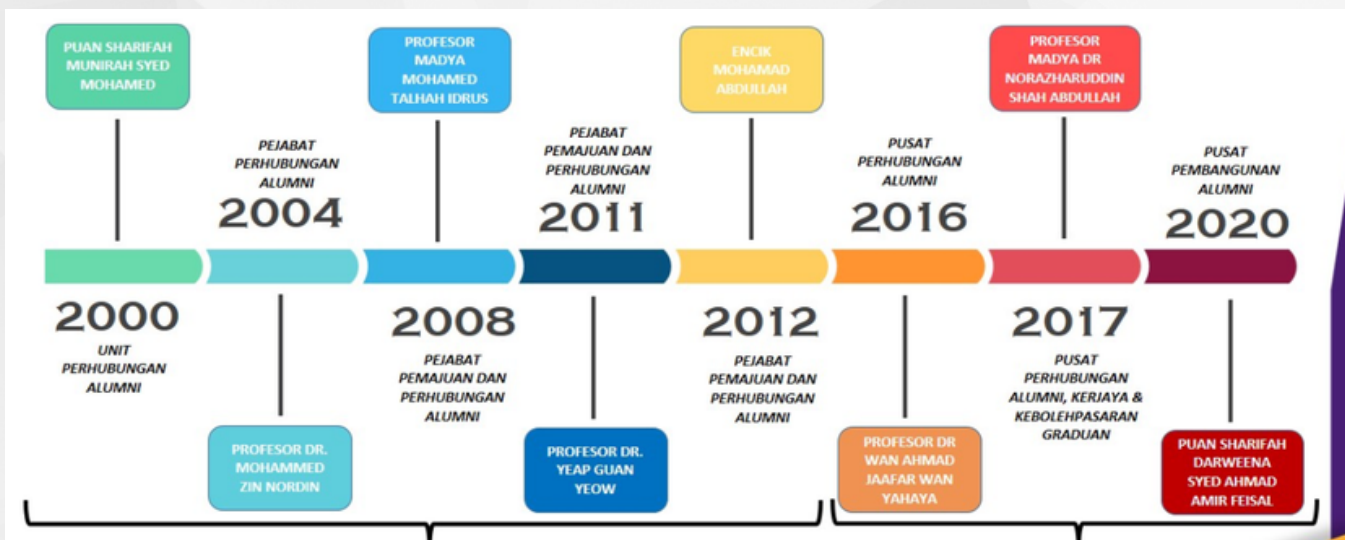 PUAN SHARIFAH
MUNIRAH SYED
MOHAMED
PROFESOR
MADYA
MOHAMED
TALHAH IDRUS
ENCIK
MOHAMAD
ABDULLAH
PROFESOR
MADYA DR
NORAZHARUDDIN
SHAH ABDULLAH
PEJABAT
PERHUBUNGAN
ALUMNI
2004
PEJABAT
PEMAJUAN DAN
PERHUBUNGAN
ALUMNI
2011
PUSAT
PERHUBUNGAN
ALUMNI
2016
PUSAT
PEMBANGUNAN
ALUMNI
2020
2000
UNIT
PERHUBUNGAN
ALUMNI
2008
PEJABAT
PEMAJUAN DAN
PERHUBUNGAN
ALUMNI
2012
PEJABAT
PEMAJUAN DAN
PERHUBUNGAN
ALUMNI
2017
PUSAT
PERHUBUNGAN
ALUMNI, KERJAYA &
KEBOLEHPASARAN
GRADUAN
PROFESOR DR.
MOHAMMED
ZIN NORDIN
PROFESOR DR.
YEAP GUAN
YEOW
PROFESOR DR
WAN AHMAD
JAAFAR WAN
YAHAYA
PUAN SHARIFAH
DARWEENA
SYED AHMAD
AMIR FEISAL